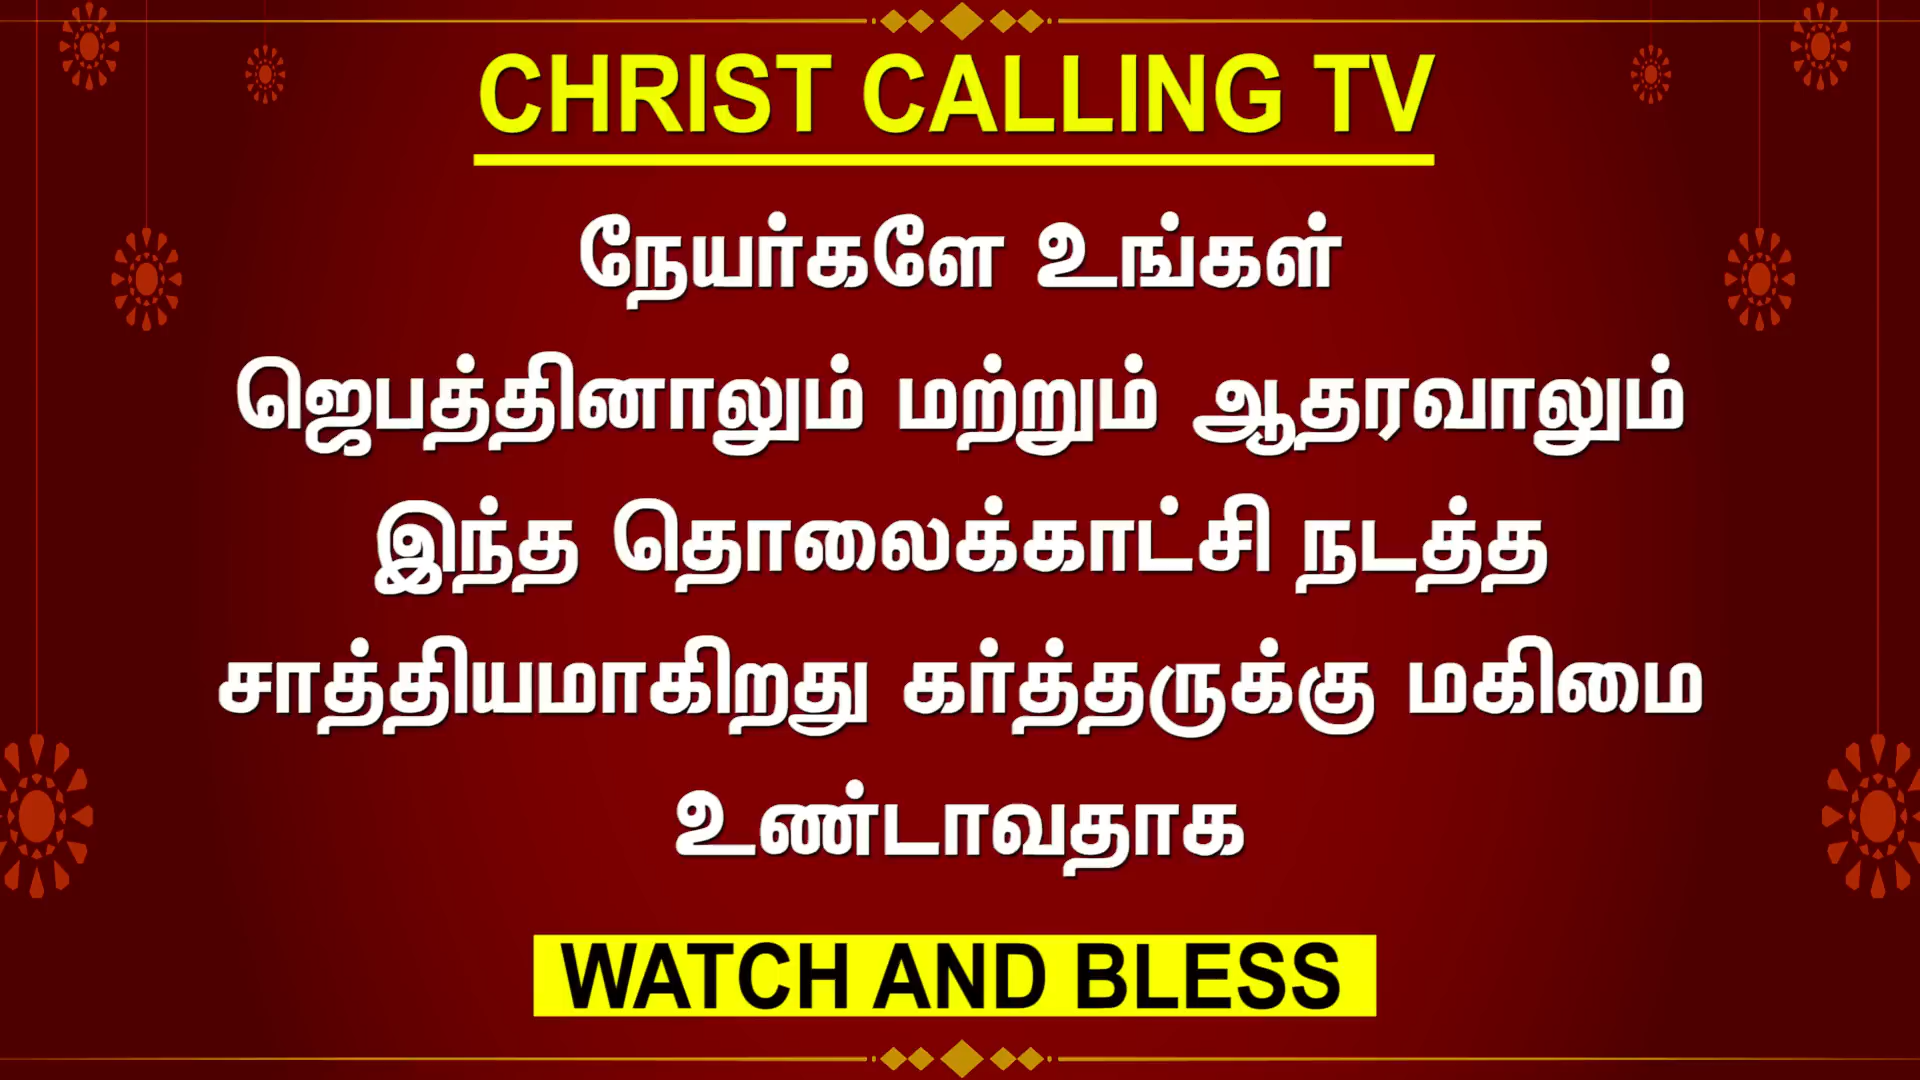 CHRIST CALLING TV
நேயர்களே உங்கள்
ஜெபத்தினாலும் மற்றும் ஆதரவாலும்
இந்த தொலைக்காட்சி நடத்த
சாத்தியமாகிறது கர்த்தருக்கு மகிமை
உண்டாவதாக
WATCH AND BLESS